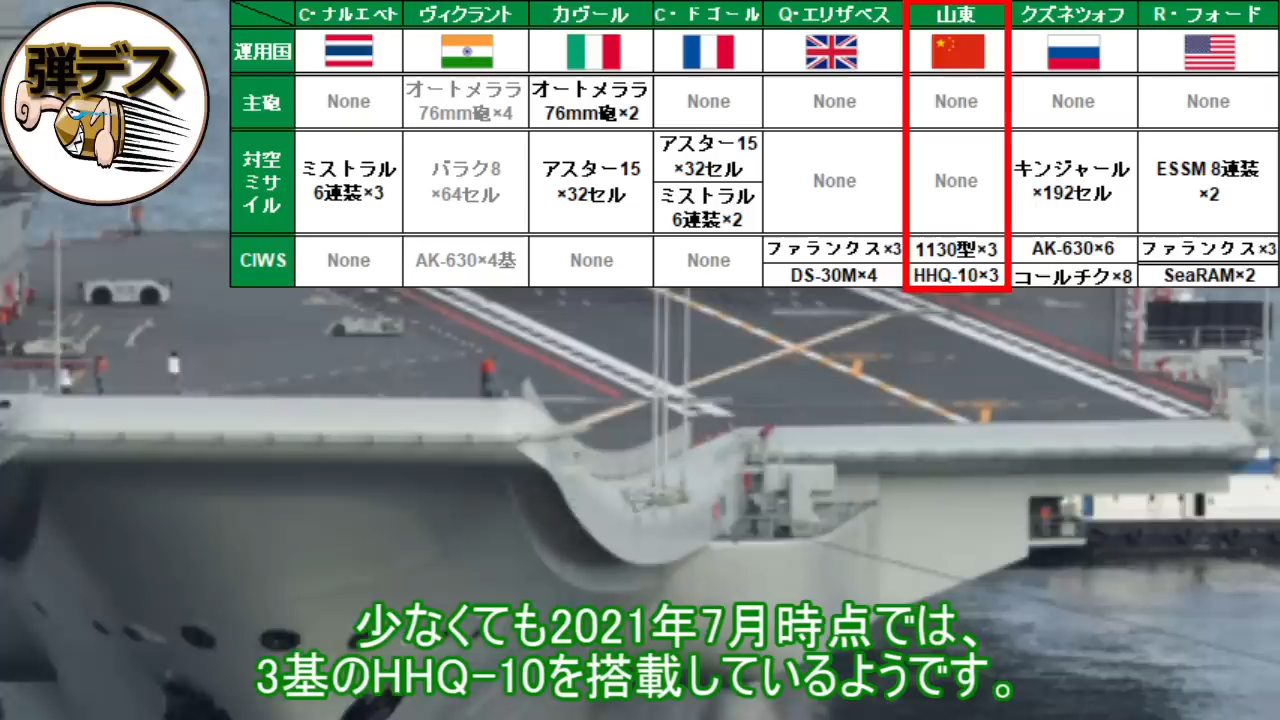 弾デス
C・ナルエベト ヴィクラント カヴール C・ドゴール Q・エリザベス 山東 クズネツォフ R・フォード
運用国
主砲 None オートメララ 76mm砲×4 オートメララ 76mm砲×2 None None None None None
対空ミサイル ミストラル 6連装×3 バラク8 ×64セル アスター15 ×32セル アスター15 ×32セル ミストラル 6連装×2 None None キンジャール ×192セル ESSM 8連装 ×2
CIWS None AK-630×4基 None None ファランクス×3 DS-30M×4 1130型×3 HHQ-10×3 AK-630×6 コールチク×8 ファランクス×3 SeaRAM×2
少なくても2021年7月時点では、
3基のHHQ-10を搭載しているようです。